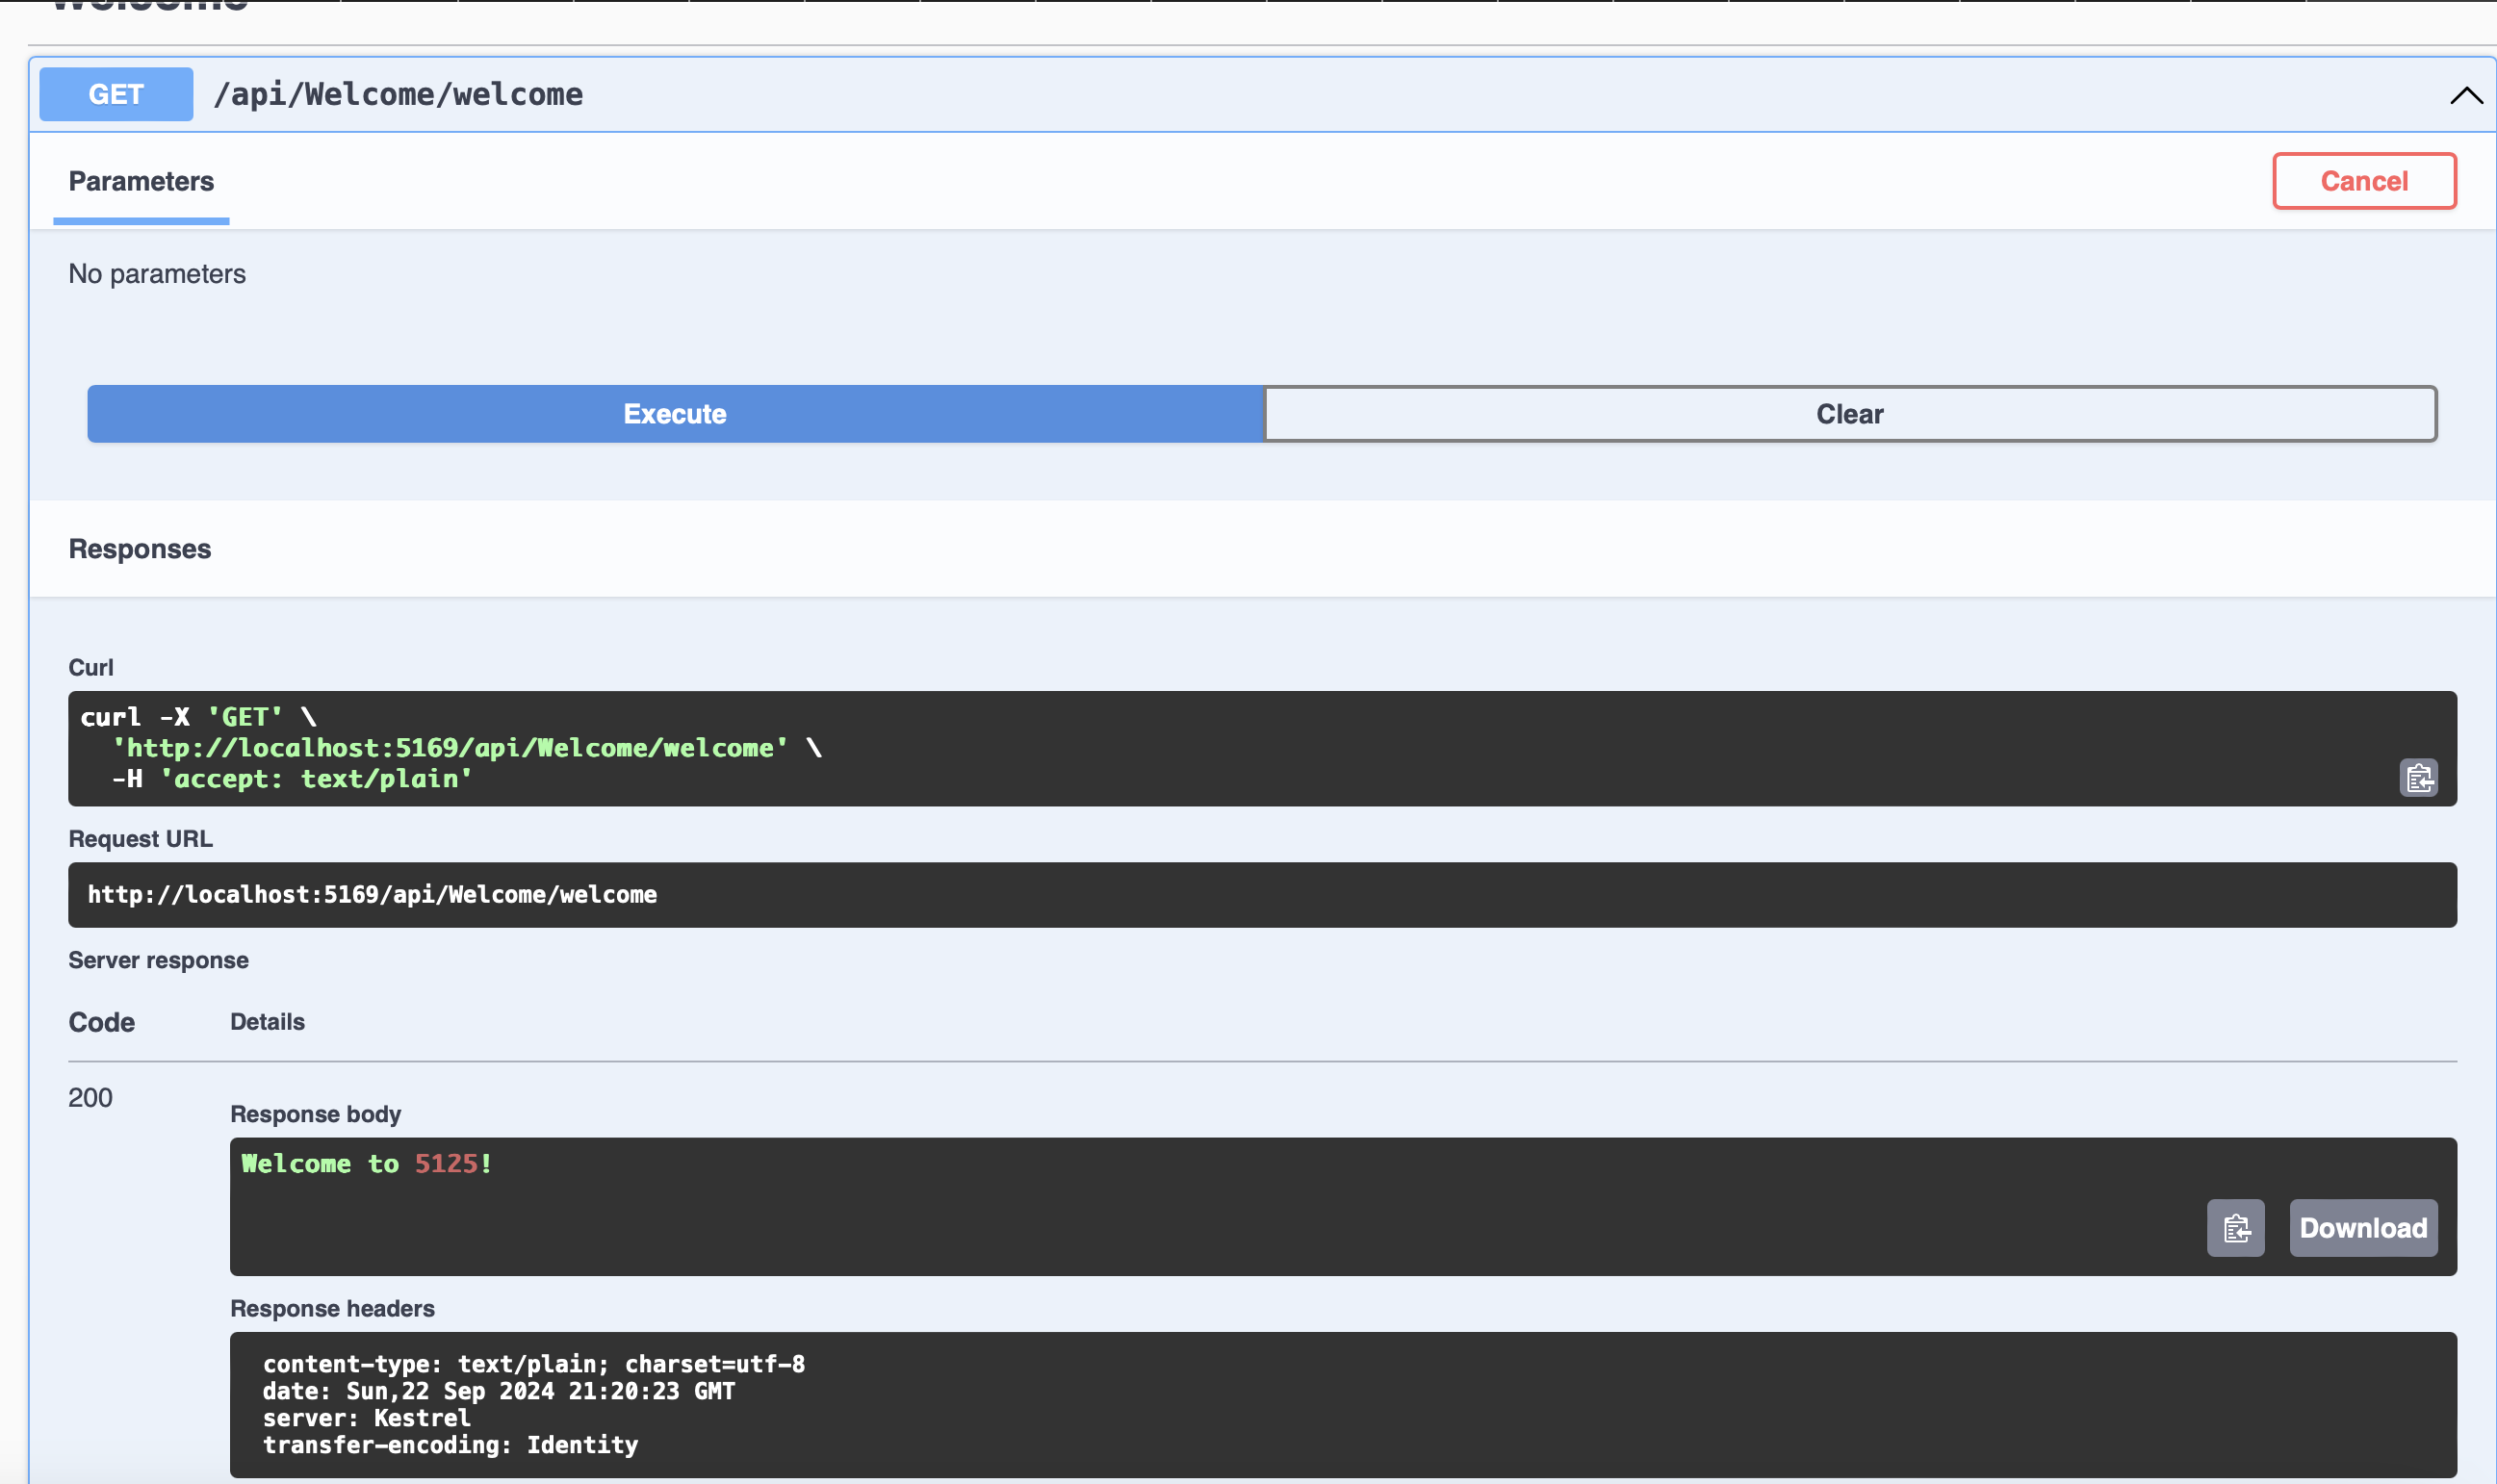 Welcome
GET /api/Welcome/welcome
Parameters
Cancel
No parameters
Execute
Clear
Responses
Curl
curl -X 'GET' \
'http://localhost:5169/api/Welcome/welcome' \
-H 'accept: text/plain'
Request URL
http://localhost:5169/api/Welcome/welcome
Server response
Code Details
200
Response body
Welcome to 5125!
Download
Response headers
content-type: text/plain; charset=utf-8
date: Sun,22 Sep 2024 21:20:23 GMT
server: Kestrel
transfer-encoding: Identity